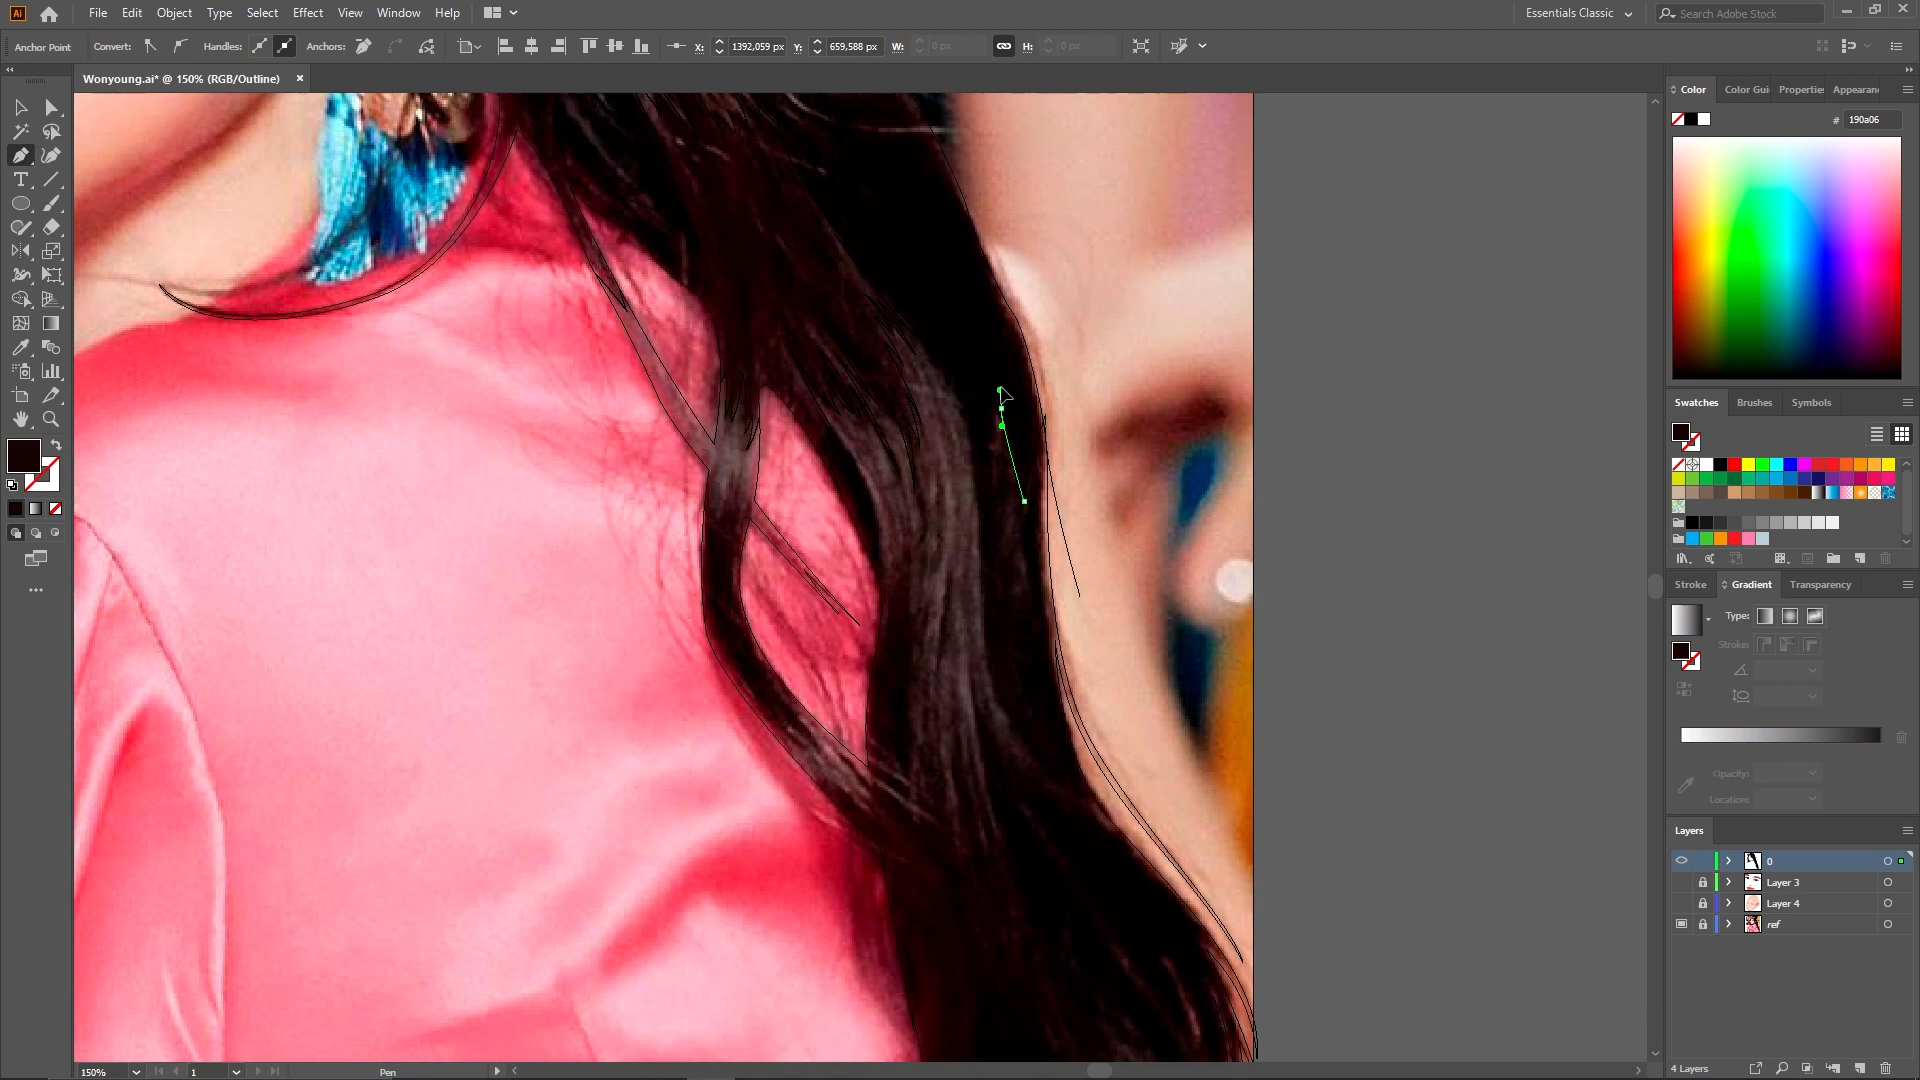 Ai File Edit Object Type Select Effect View Window Help Essentials Classic Search Adobe Stock
Anchor Point Convert: Handles: Anchors: X: 1392,059 px Y: 659,588 px W: 0 px H: 0 px
Wonyoung.ai* @ 150% (RGB/Outline) ×
Color Color Gui Properties Appearan
# 190a06
Swatches Brushes Symbols
Stroke Gradient Transparency
Type:
Stroke:
Opacity:
Location:
Layers
0
Layer 3
Layer 4
ref
150% 1 Pen 4 Layers